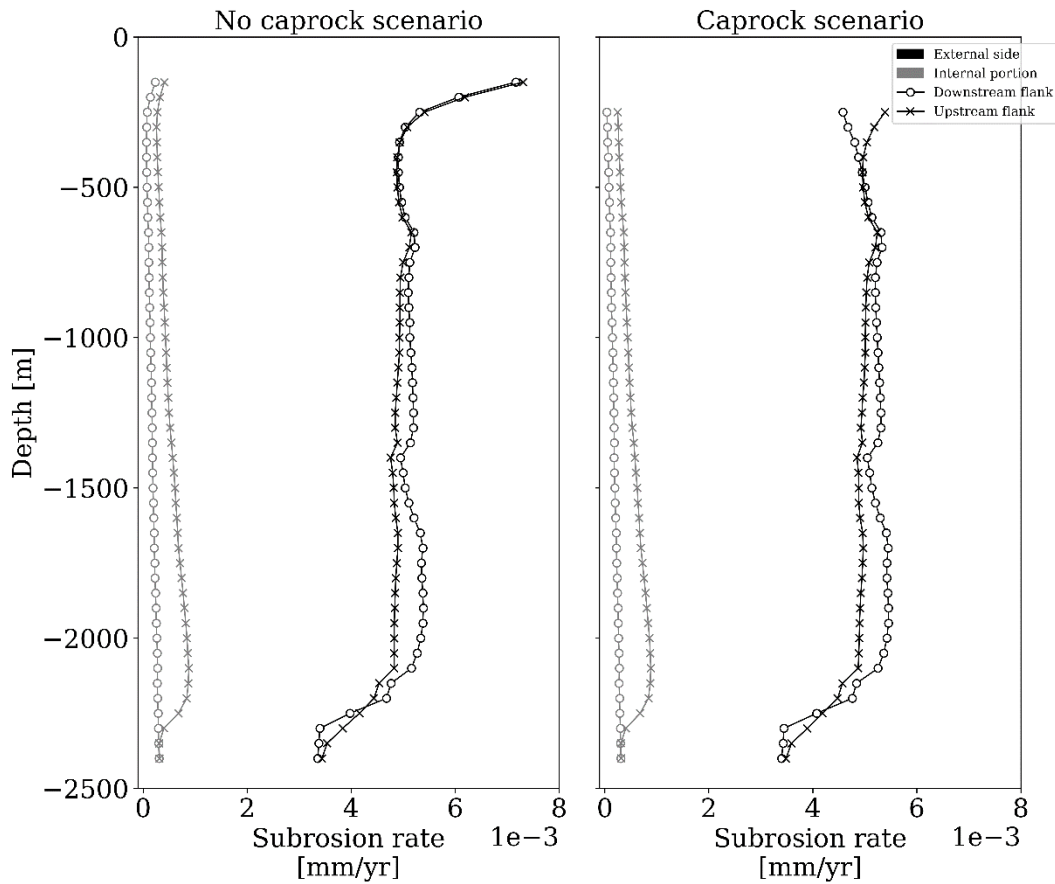 No caprock scenario
Caprock scenario
0
−500
−1000
−1500
−2000
−2500
Depth [m]
External side
Internal portion
Downstream flank
Upstream flank
0 2 4 6 8
0 2 4 6 8
Subrosion rate 1e−3
[mm/yr]
Subrosion rate 1e−3
[mm/yr]